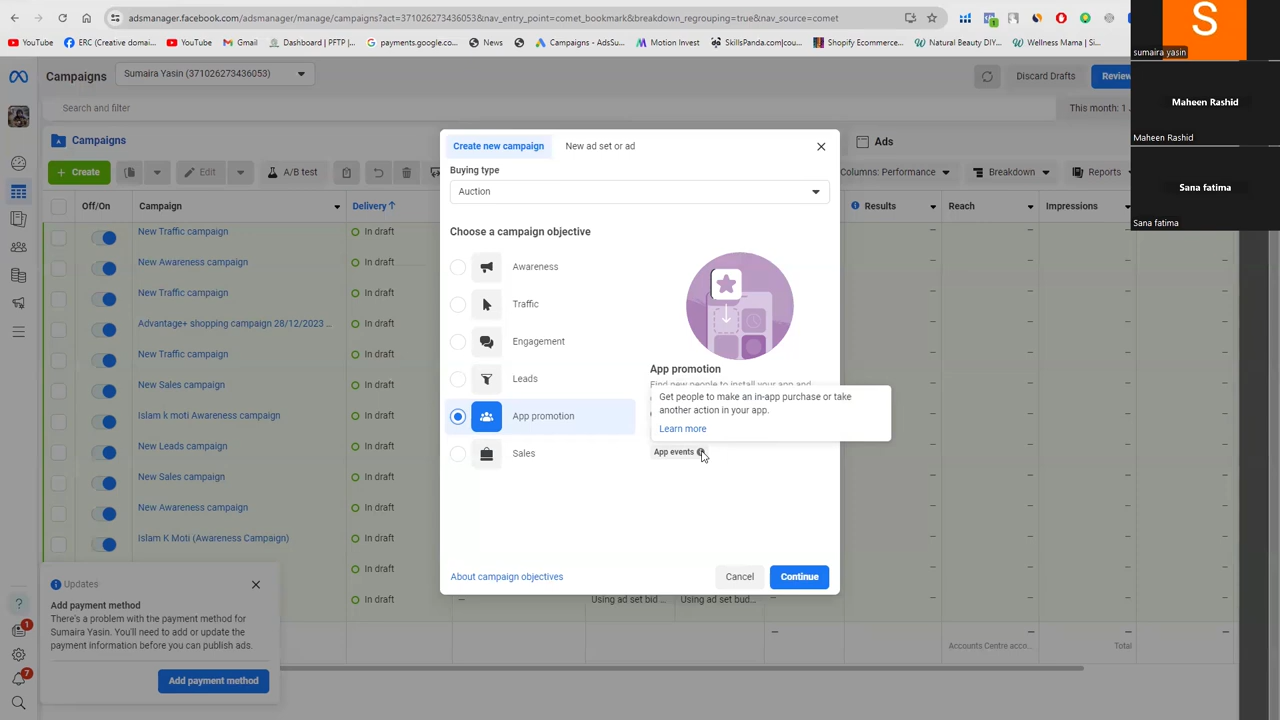 adsmanager.facebook.com/adsmanager/manage/campaigns?act=371026273436053&nav_entry_point=comet_bookmark&breakdown_regrouping=true&nav_source=comet
YouTube
ERC (Creative domai...
YouTube
Gmail
Dashboard | PFTP |...
payments.google.co...
News
Campaigns - AdsSu...
Motion Invest
SkillsPanda.com|cou...
Shopify Ecommerce...
Natural Beauty DIY...
Wellness Mama | Si...
S
sumaira yasin
Maheen Rashid
Maheen Rashid
Sana fatima
Sana fatima
Campaigns
Sumaira Yasin (371026273436053)
Discard Drafts
Review
Search and filter
This month: 1
Campaigns
Ads
+ Create
Edit
A/B test
Columns: Performance
Breakdown
Reports
Off/On
Campaign
Delivery ↑
Results
Reach
Impressions
New Traffic campaign
In draft
New Awareness campaign
In draft
New Traffic campaign
In draft
Advantage+ shopping campaign 28/12/2023 ...
In draft
New Traffic campaign
In draft
New Sales campaign
In draft
Islam k moti Awareness campaign
In draft
New Leads campaign
In draft
New Sales campaign
In draft
New Awareness campaign
In draft
Islam K Moti (Awareness Campaign)
In draft
In draft
In draft
Using ad set bid ...
Using ad set bud...
Accounts Centre acco...
Total
Create new campaign
New ad set or ad
Buying type
Auction
Choose a campaign objective
Awareness
Traffic
Engagement
Leads
App promotion
Sales
App promotion
Find new people to install your app and
Get people to make an in-app purchase or take
another action in your app.
Learn more
App events
About campaign objectives
Cancel
Continue
Updates
Add payment method
There's a problem with the payment method for
Sumaira Yasin. You'll need to add or update the
payment information before you can publish ads.
Add payment method
?
1
7